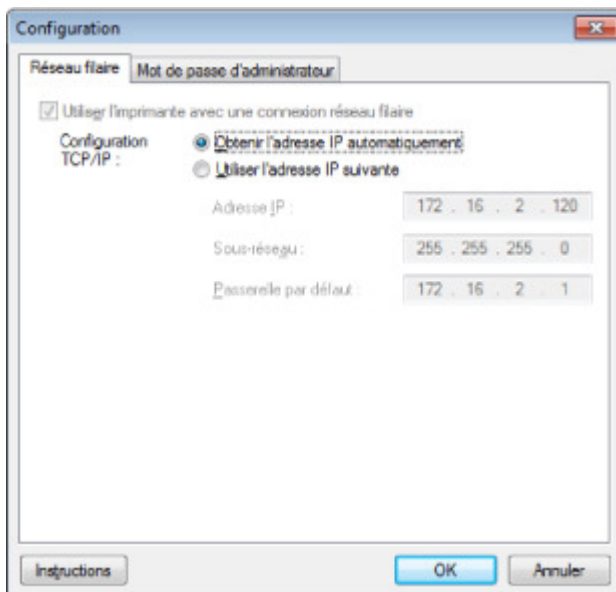 Configuration
Réseau filaire Mot de passe d'administrateur
Utiliser l'imprimante avec une connexion réseau filaire
Configuration TCP/IP : Obtenir l'adresse IP automatiquement
Utiliser l'adresse IP suivante
Adresse IP : 172 . 16 . 2 . 120
Sous-réseau : 255 . 255 . 255 . 0
Passerelle par défaut : 172 . 16 . 2 . 1
Instructions OK Annuler